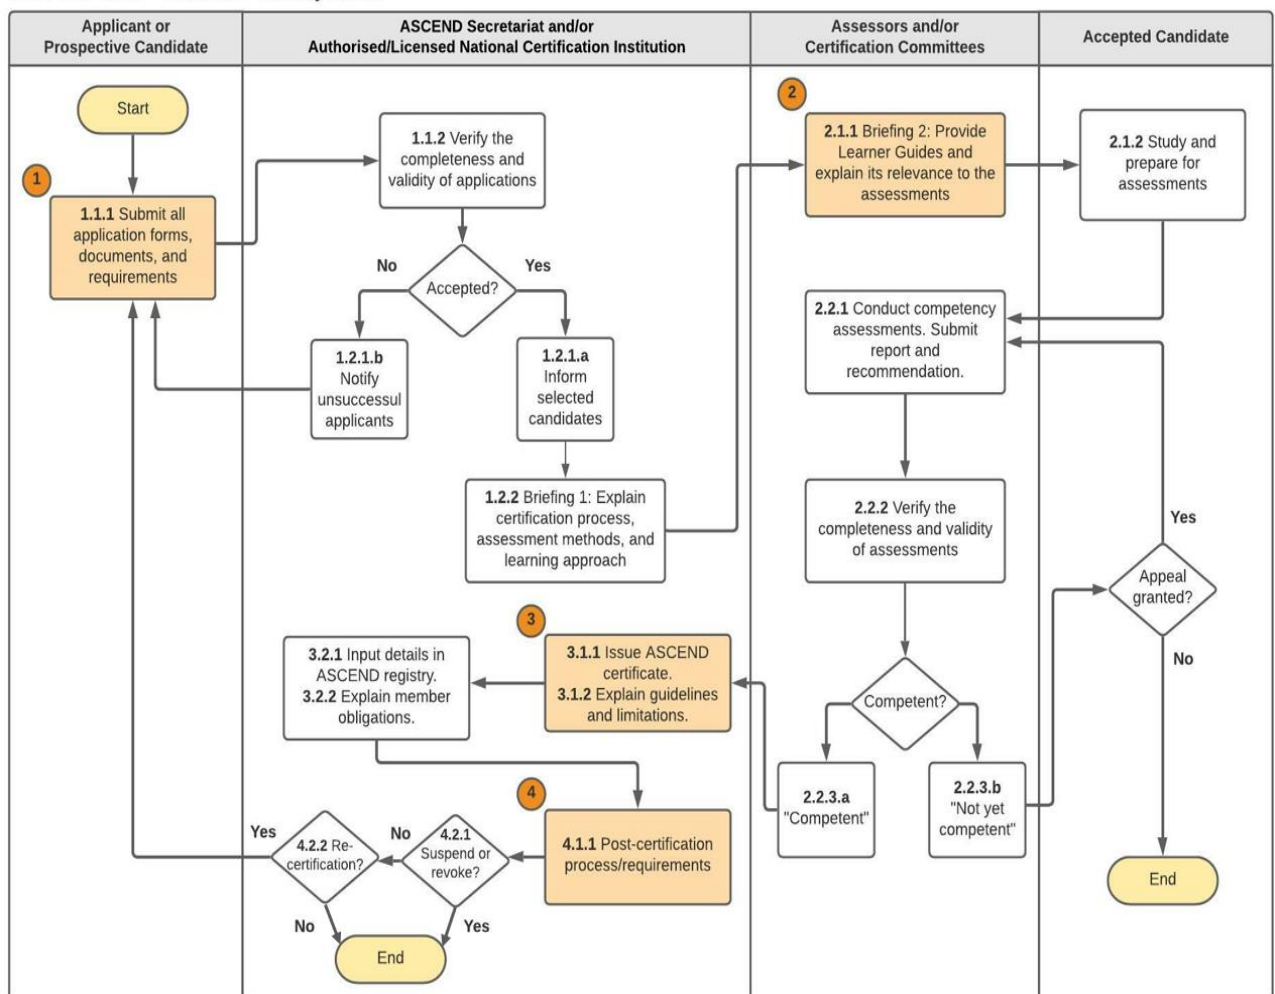 Applicant or
Prospective Candidate
ASCEND Secretariat and/or
Authorised/Licensed National Certification Institution
Assessors and/or
Certification Committees
Accepted Candidate
Start
1
1.1.1 Submit all
application forms,
documents, and
requirements
1.1.2 Verify the
completeness and
validity of applications
Accepted?
No
Yes
1.2.1.b
Notify
unsuccessul
applicants
1.2.1.a
Inform
selected
candidates
1.2.2 Briefing 1: Explain
certification process,
assessment methods, and
learning approach
2
2.1.1 Briefing 2: Provide
Learner Guides and
explain its relevance to the
assessments
2.1.2 Study and
prepare for
assessments
2.2.1 Conduct competency
assessments. Submit
report and
recommendation.
2.2.2 Verify the
completeness and validity
of assessments
Competent?
2.2.3.a
"Competent"
2.2.3.b
"Not yet
competent"
Appeal
granted?
Yes
No
End
3
3.1.1 Issue ASCEND
certificate.
3.1.2 Explain guidelines
and limitations.
3.2.1 Input details in
ASCEND registry.
3.2.2 Explain member
obligations.
4
4.1.1 Post-certification
process/requirements
4.2.1
Suspend or
revoke?
No
Yes
4.2.2 Re-
certification?
Yes
No
End